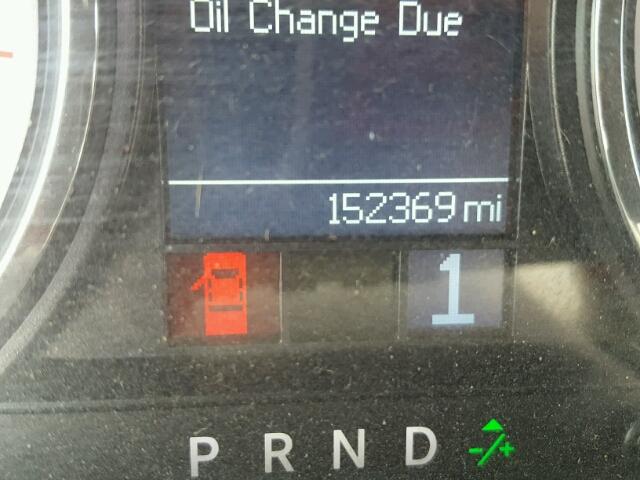 Oil Change Due
152369 mi
1
P R N D -/+